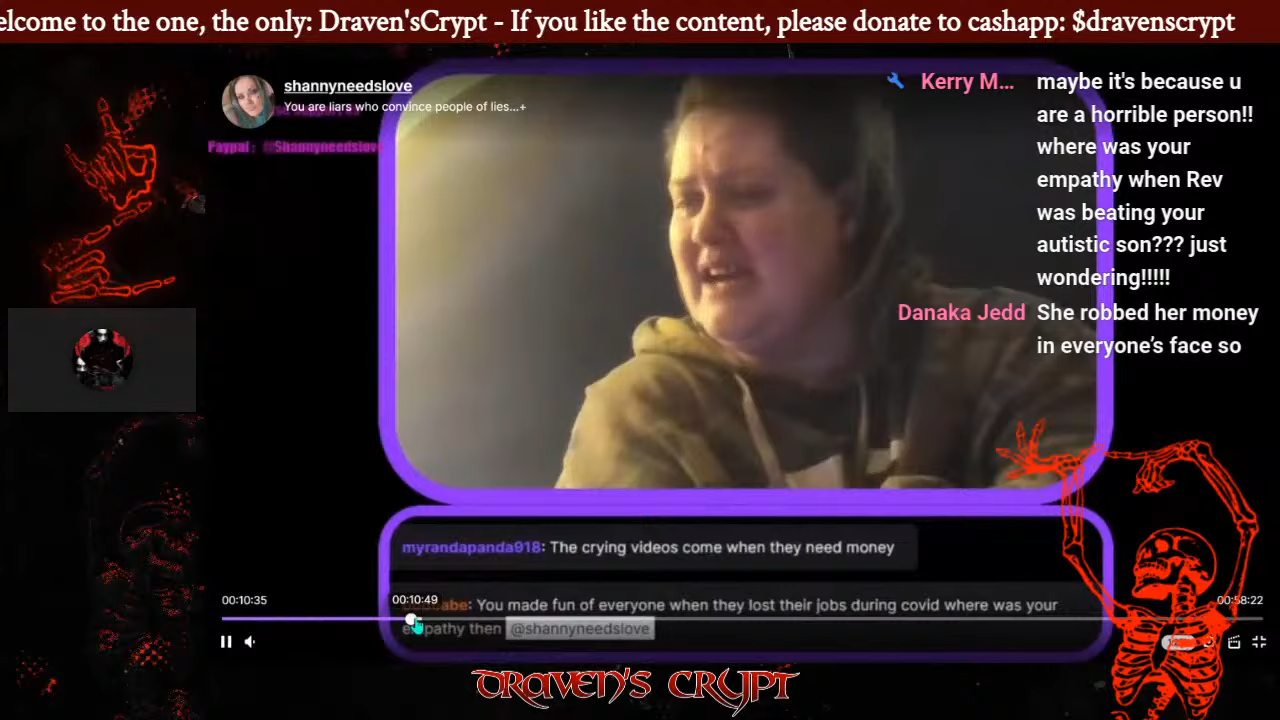 elcome to the one, the only: Draven'sCrypt - If you like the content, please donate to cashapp: $dravenscrypt
shannyneedslove
You are liars who convince people of lies...+
Paypal: @Shannyneedslove
Kerry M... maybe it's because u
are a horrible person!!
where was your
empathy when Rev
was beating your
autistic son??? just
wondering!!!!!
Danaka Jedd She robbed her money
in everyone's face so
myrandapanda918: The crying videos come when they need money
00:10:35
00:10:49
abe: You made fun of everyone when they lost their jobs during covid where was your
00:58:22
empathy then @shannyneedslove
DRAVEN'S CRYPT